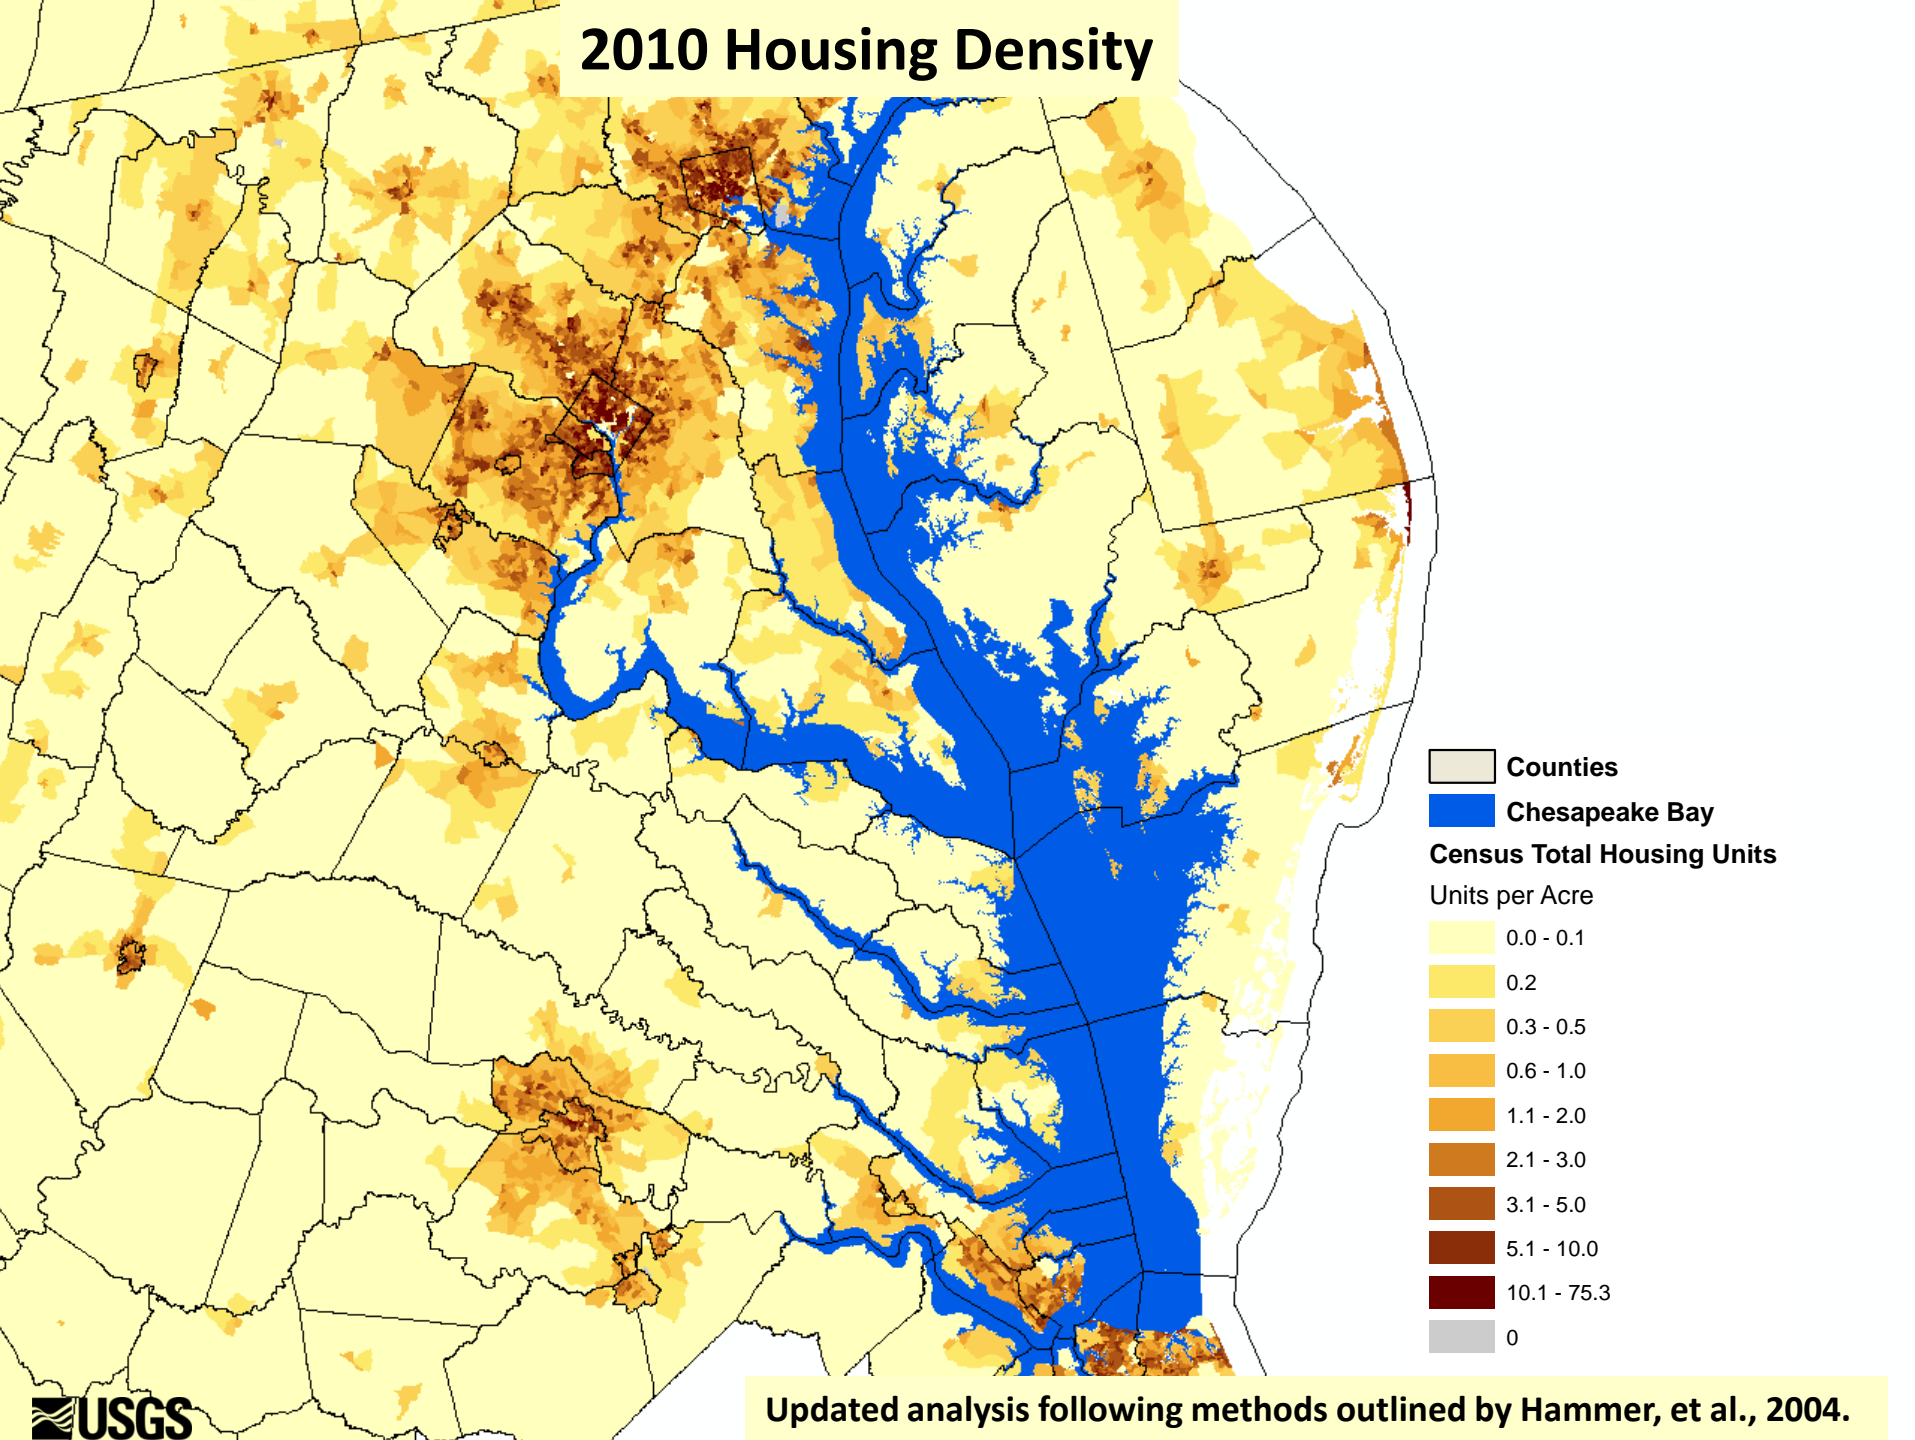 2010 Housing Density
Counties
Chesapeake Bay
Census Total Housing Units
Units per Acre
0.0 - 0.1
0.2
0.3 - 0.5
0.6 - 1.0
1.1 - 2.0
2.1 - 3.0
3.1 - 5.0
5.1 - 10.0
10.1 - 75.3
0
USGS
Updated analysis following methods outlined by Hammer, et al., 2004.